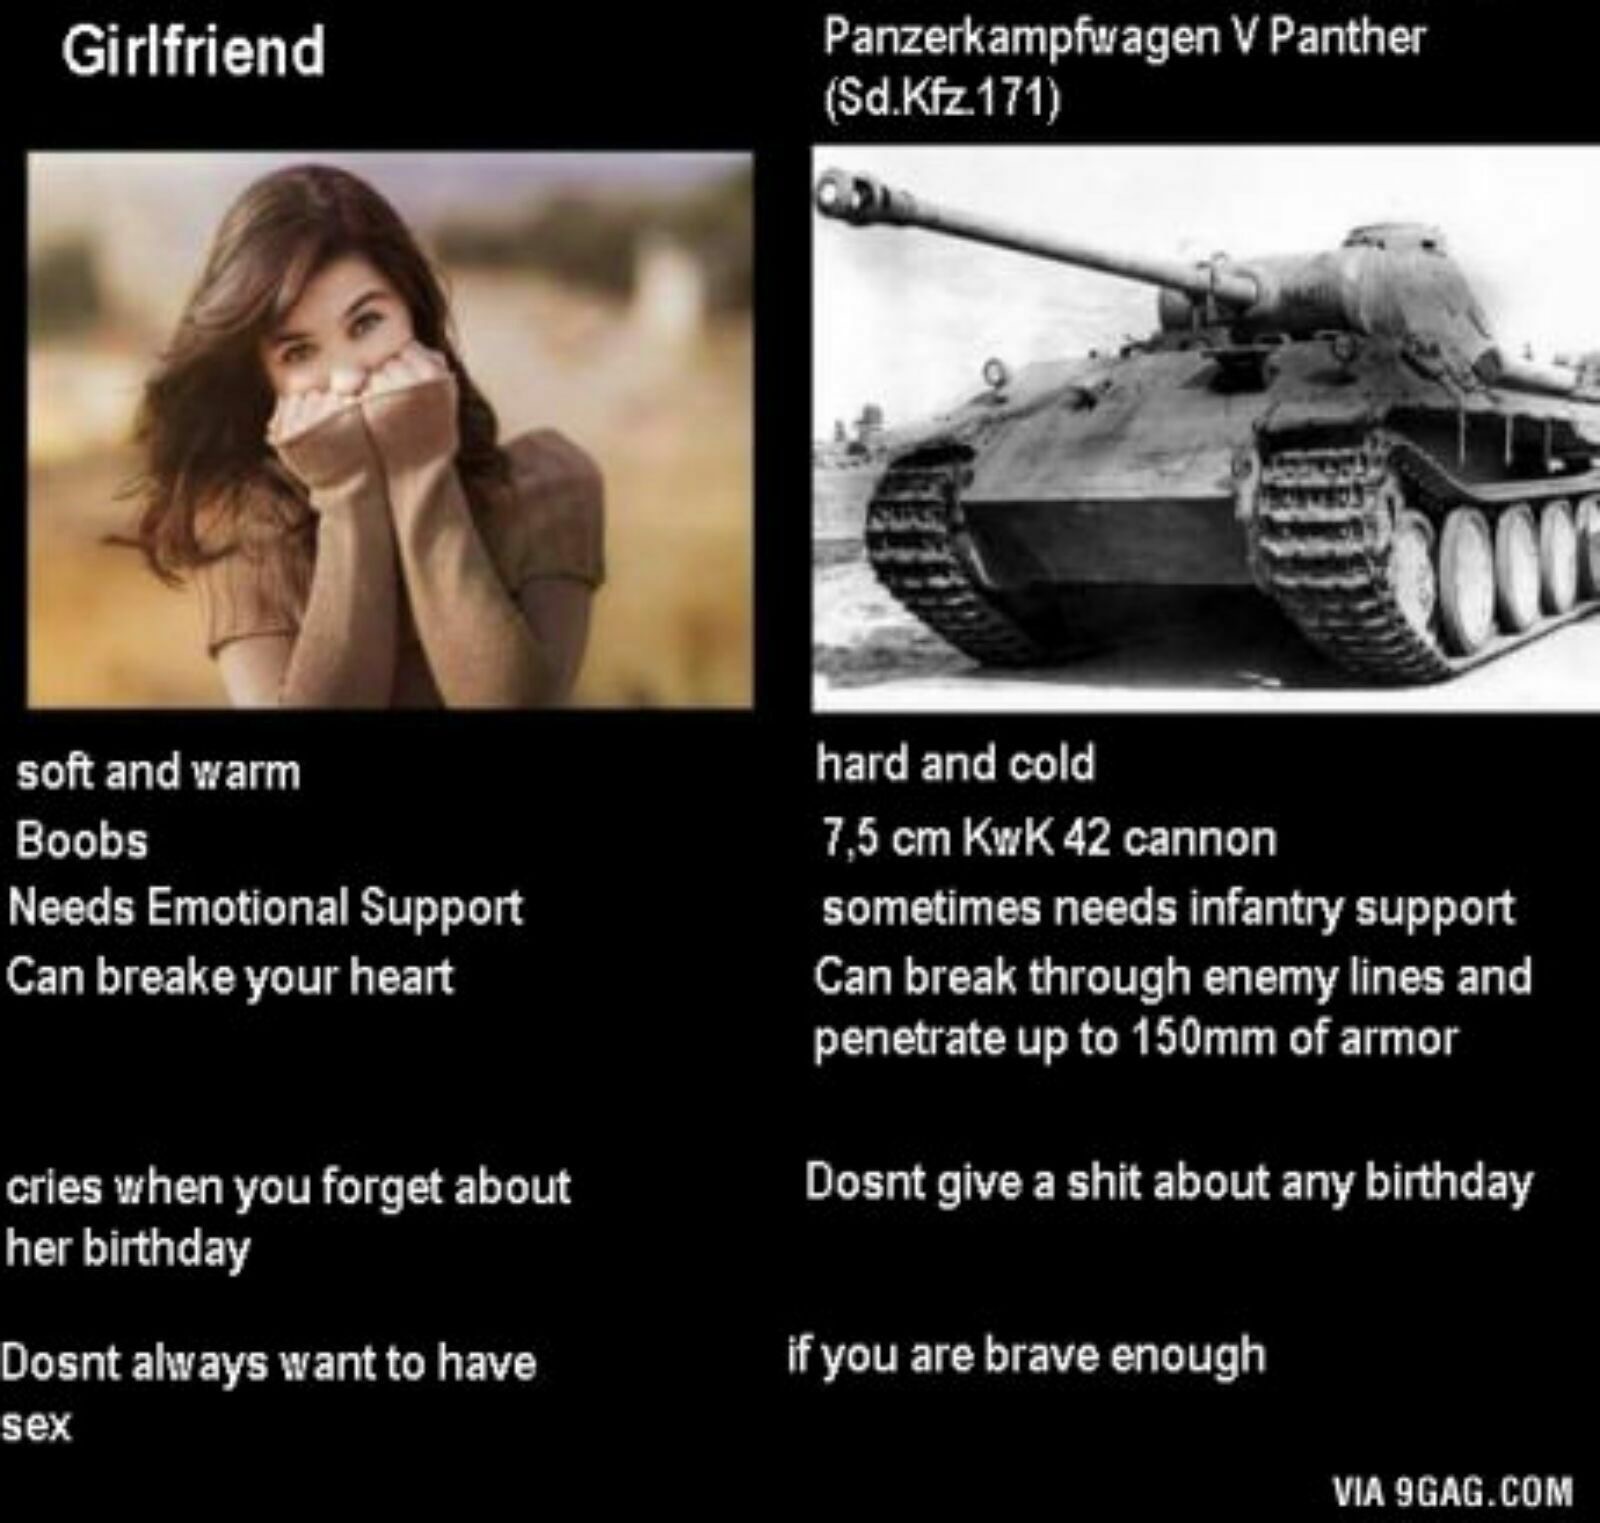 Girlfriend
Panzerkampfwagen V Panther
(Sd.Kfz.171)
soft and warm
hard and cold
Boobs
7,5 cm KwK 42 cannon
Needs Emotional Support
sometimes needs infantry support
Can breake your heart
Can break through enemy lines and
penetrate up to 150mm of armor
cries when you forget about
her birthday
Dosnt give a shit about any birthday
Dosnt always want to have
sex
if you are brave enough
VIA 9GAG.COM